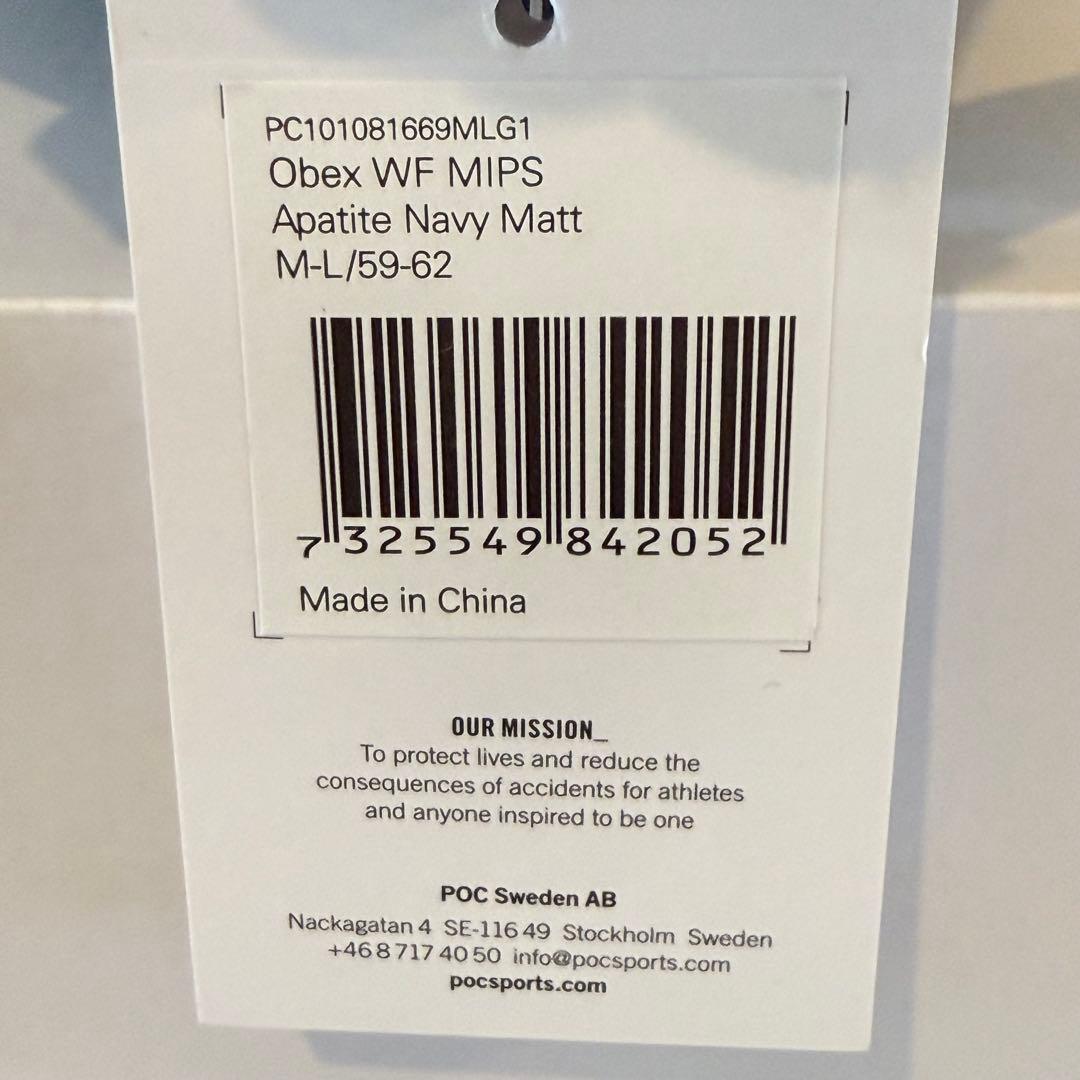 PC101081669MLG1
Obex WF MIPS
Apatite Navy Matt
M-L/59-62
7 325549 842052
Made in China
OUR MISSION_
To protect lives and reduce the
consequences of accidents for athletes
and anyone inspired to be one
POC Sweden AB
Nackagatan 4 SE-116 49 Stockholm Sweden
+46 8 717 40 50 info@pocsports.com
pocsports.com